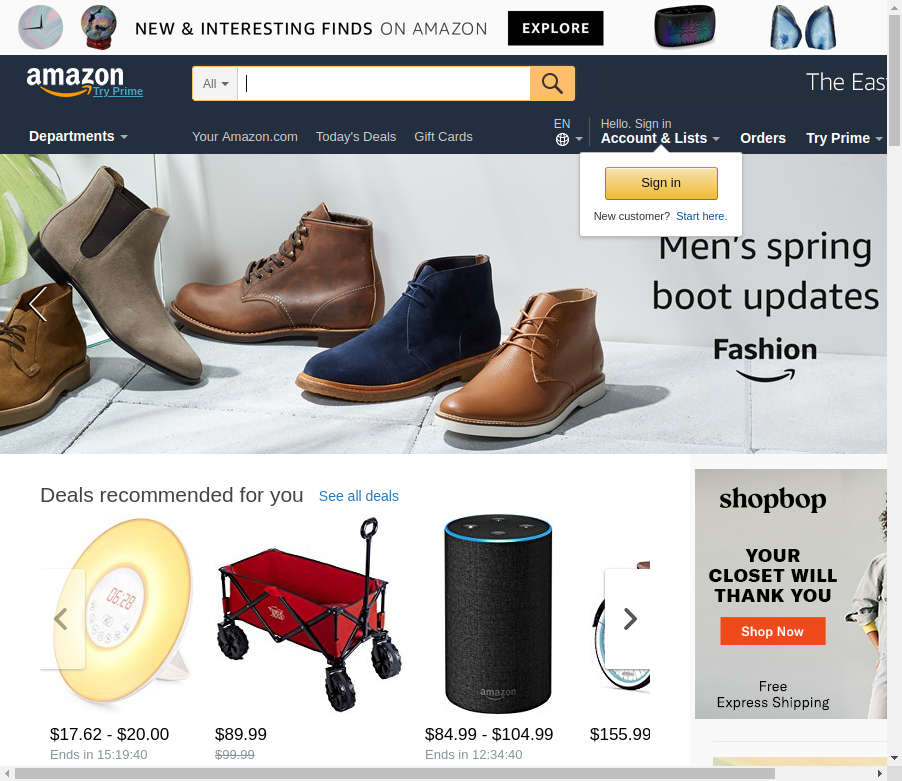 NEW & INTERESTING FINDS ON AMAZON EXPLORE
amazon
Try Prime
All
The Eas
Departments
Your Amazon.com Today's Deals Gift Cards
EN
Hello. Sign in
Account & Lists
Orders
Try Prime
Sign in
New customer? Start here.
Men's spring
boot updates
Fashion
Deals recommended for you See all deals
06:28
amazon
$17.62 - $20.00
Ends in 15:19:40
$89.99
$99.99
$84.99 - $104.99
Ends in 12:34:40
$155.99
shopbop
YOUR
CLOSET WILL
THANK YOU
Shop Now
Free
Express Shipping